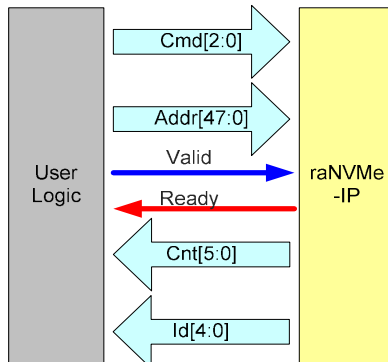 Cmd[2:0]
Addr[47:0]
User
Logic
Valid
raNVMe
-IP
Ready
Cnt[5:0]
Id[4:0]